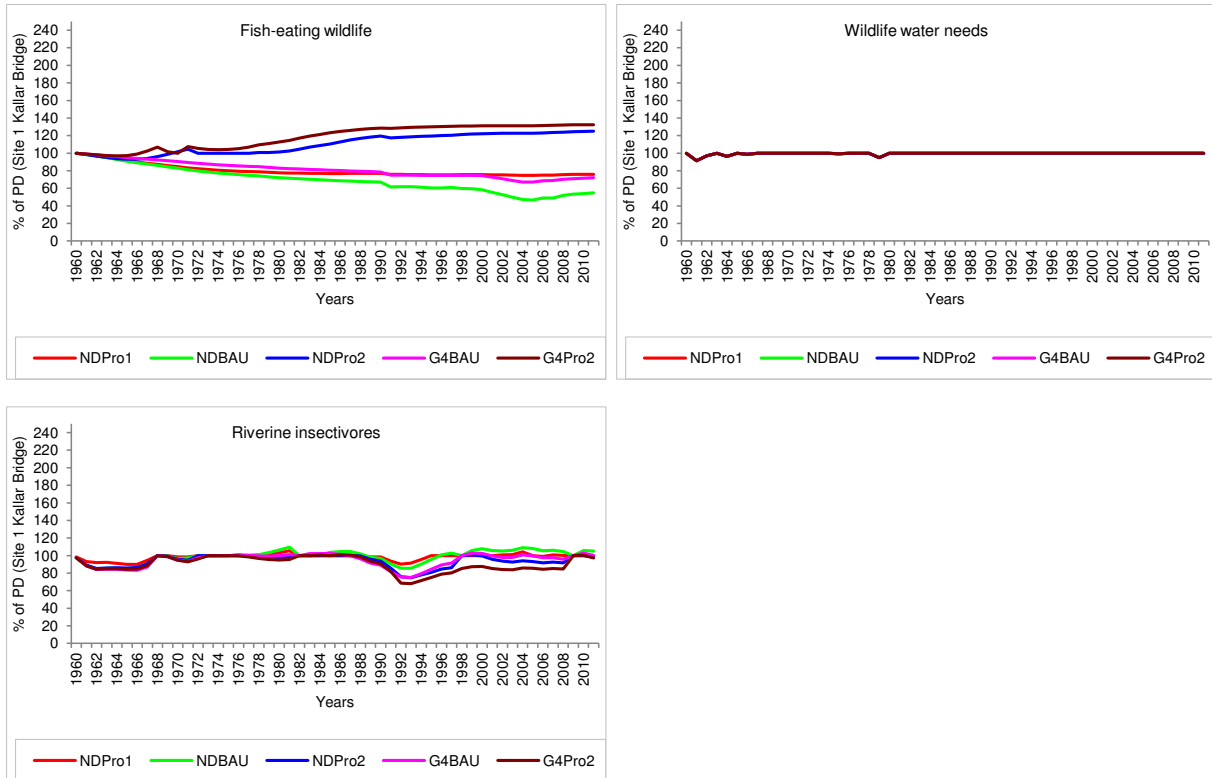 Fish-eating wildlife
% of PD (Site 1 Kallar Bridge)
240
220
200
180
160
140
120
100
80
60
40
20
0
1960 1962 1964 1966 1968 1970 1972 1974 1976 1978 1980 1982 1984 1986 1988 1990 1992 1994 1996 1998 2000 2002 2004 2006 2008 2010
Years
NDPro1 NDBAU NDPro2 G4BAU G4Pro2
Wildlife water needs
% of PD (Site 1 Kallar Bridge)
240
220
200
180
160
140
120
100
80
60
40
20
0
1960 1962 1964 1966 1968 1970 1972 1974 1976 1978 1980 1982 1984 1986 1988 1990 1992 1994 1996 1998 2000 2002 2004 2006 2008 2010
Years
NDPro1 NDBAU NDPro2 G4BAU G4Pro2
Riverine insectivores
% of PD (Site 1 Kallar Bridge)
240
220
200
180
160
140
120
100
80
60
40
20
0
1960 1962 1964 1966 1968 1970 1972 1974 1976 1978 1980 1982 1984 1986 1988 1990 1992 1994 1996 1998 2000 2002 2004 2006 2008 2010
Years
NDPro1 NDBAU NDPro2 G4BAU G4Pro2